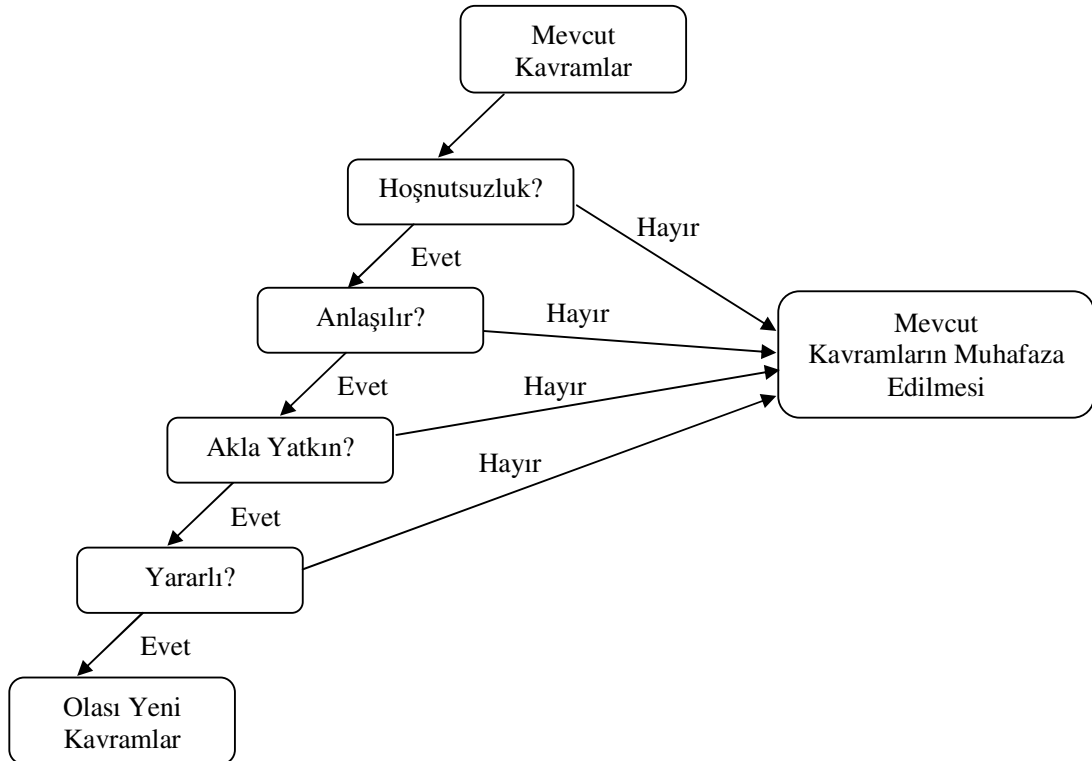 Mevcut
Kavramlar
Hoşnutsuzluk?
Hayır
Evet
Anlaşılır?
Hayır
Mevcut
Kavramların Muhafaza
Edilmesi
Evet
Hayır
Akla Yatkın?
Hayır
Evet
Yararlı?
Evet
Olası Yeni
Kavramlar